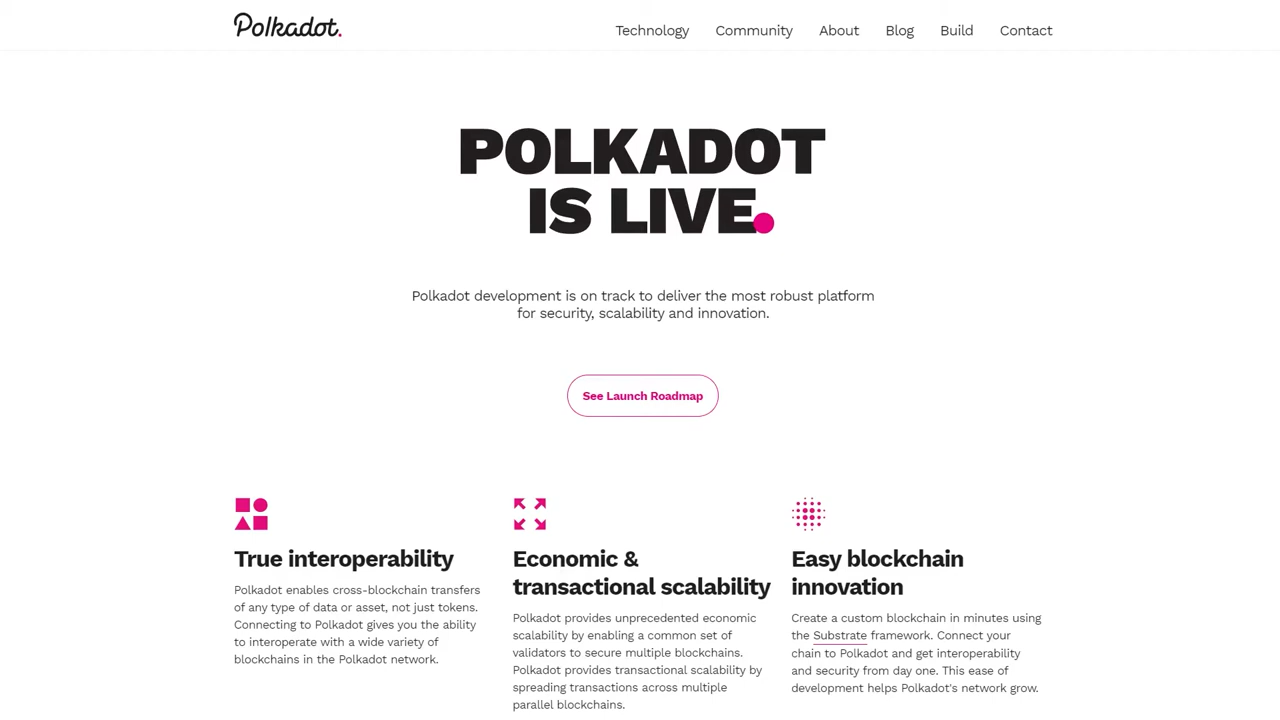 Polkadot.
Technology Community About Blog Build Contact
POLKADOT
IS LIVE.
Polkadot development is on track to deliver the most robust platform
for security, scalability and innovation.
See Launch Roadmap
True interoperability
Polkadot enables cross-blockchain transfers
of any type of data or asset, not just tokens.
Connecting to Polkadot gives you the ability
to interoperate with a wide variety of
blockchains in the Polkadot network.
Economic &
transactional scalability
Polkadot provides unprecedented economic
scalability by enabling a common set of
validators to secure multiple blockchains.
Polkadot provides transactional scalability by
spreading transactions across multiple
parallel blockchains.
Easy blockchain
innovation
Create a custom blockchain in minutes using
the Substrate framework. Connect your
chain to Polkadot and get interoperability
and security from day one. This ease of
development helps Polkadot's network grow.